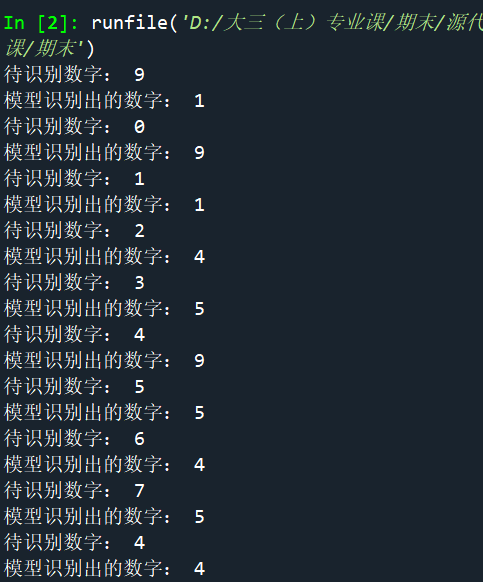 In [2]: runfile('D:/大三（上）专业课/期末/源代
课/期末')
待识别数字： 9
模型识别出的数字： 1
待识别数字： 0
模型识别出的数字： 9
待识别数字： 1
模型识别出的数字： 1
待识别数字： 2
模型识别出的数字： 4
待识别数字： 3
模型识别出的数字： 5
待识别数字： 4
模型识别出的数字： 9
待识别数字： 5
模型识别出的数字： 5
待识别数字： 6
模型识别出的数字： 4
待识别数字： 7
模型识别出的数字： 5
待识别数字： 4
模型识别出的数字： 4